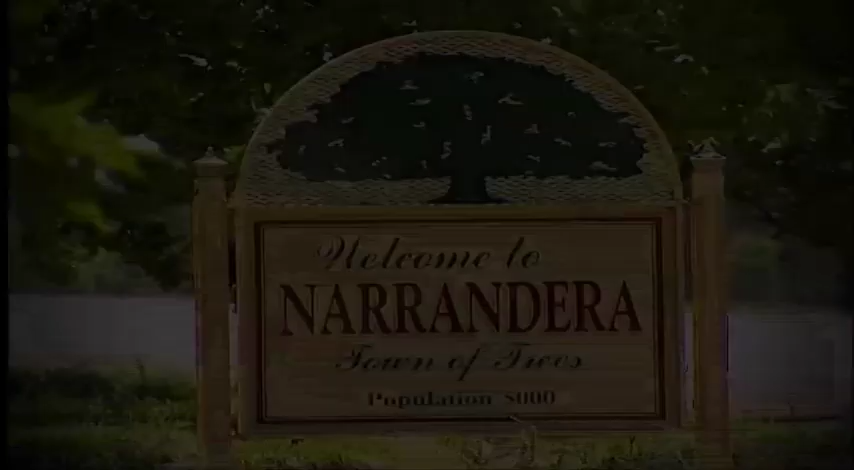 Welcome to
NARRANDERA
Town of Trees
Population 5000